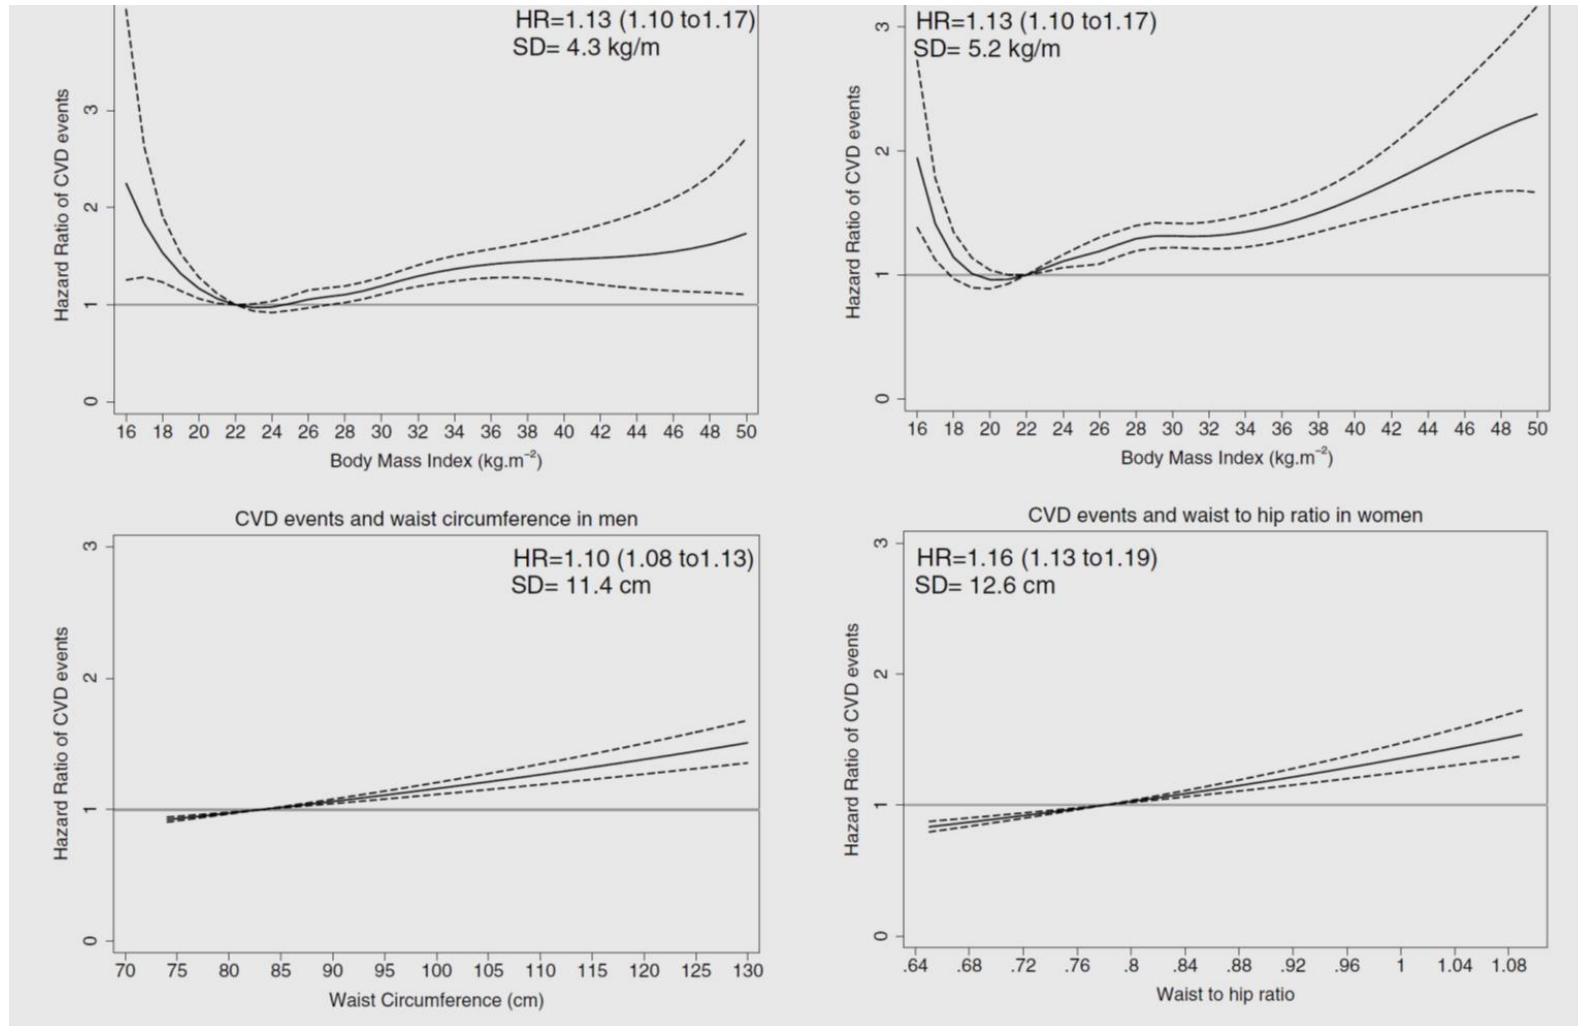 HR=1.13 (1.10 to1.17)
SD= 4.3 kg/m
Hazard Ratio of CVD events
3
2
1
0
16 18 20 22 24 26 28 30 32 34 36 38 40 42 44 46 48 50
Body Mass Index (kg.m⁻²)
HR=1.13 (1.10 to1.17)
SD= 5.2 kg/m
Hazard Ratio of CVD events
3
2
1
0
16 18 20 22 24 26 28 30 32 34 36 38 40 42 44 46 48 50
Body Mass Index (kg.m⁻²)
CVD events and waist circumference in men
HR=1.10 (1.08 to1.13)
SD= 11.4 cm
Hazard Ratio of CVD events
3
2
1
0
70 75 80 85 90 95 100 105 110 115 120 125 130
Waist Circumference (cm)
CVD events and waist to hip ratio in women
HR=1.16 (1.13 to1.19)
SD= 12.6 cm
Hazard Ratio of CVD events
3
2
1
0
.64 .68 .72 .76 .8 .84 .88 .92 .96 1 1.04 1.08
Waist to hip ratio